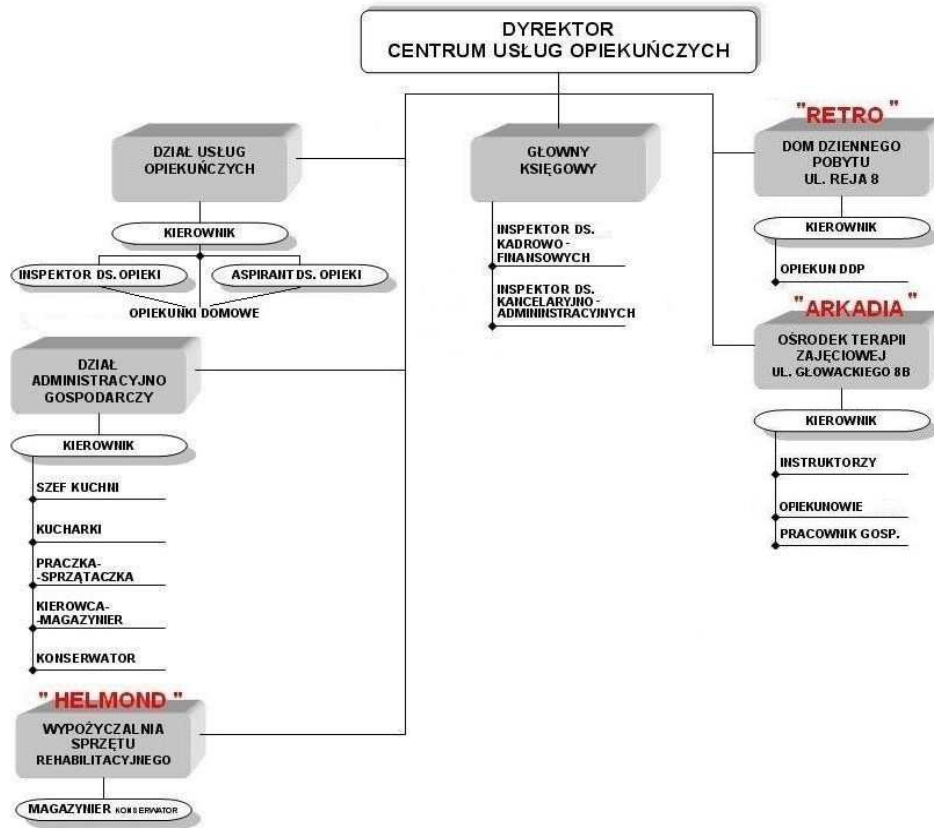 DYREKTOR
CENTRUM USŁUG OPIEKUŃCZYCH
DZIAŁ USŁUG
OPIEKUŃCZYCH
KIEROWNIK
INSPEKTOR DS. OPIEKI
ASPIRANT DS. OPIEKI
OPIEKUNKI DOMOWE
DZIAŁ
ADMINISTRACYJNO
GOSPODARCZY
KIEROWNIK
SZEF KUCHNI
KUCHARKI
PRACZKA-
-SPRZĄTACZKA
KIEROWCA-
-MAGAZYNIER
KONSERWATOR
" HELMOND "
WYPOŻYCZALNIA
SPRZĘTU
REHABILITACYJNEGO
MAGAZYNIER KONSERWATOR
GŁOWNY
KSIĘGOWY
INSPEKTOR DS.
KADROWO -
FINANSOWYCH
INSPEKTOR DS.
KANCELARYJNO -
ADMININSTRACYJNYCH
"RETRO "
DOM DZIENNEGO
POBYTU
UL. REJA 8
KIEROWNIK
OPIEKUN DDP
"ARKADIA "
OŚRODEK TERAPII
ZAJĘCIOWEJ
UL. GŁOWACKIEGO 8B
KIEROWNIK
INSTRUKTORZY
OPIEKUNOWIE
PRACOWNIK GOSP.